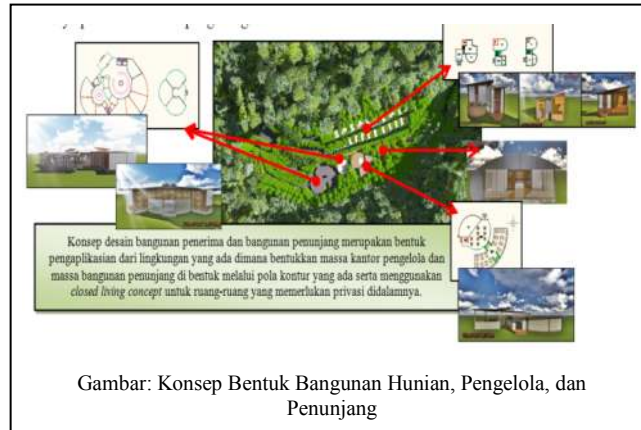 Konsep desain bangunan penerima dan bangunan penunjang merupakan bentuk
pengaplikasian dari lingkungan yang ada dimana bentukkan massa kantor pengelola dan
massa bangunan penunjang di bentuk melalui pola kontur yang ada serta menggunakan
closed living concept untuk ruang-ruang yang memerlukan privasi didalamnya.
Gambar: Konsep Bentuk Bangunan Hunian, Pengelola, dan
Penunjang